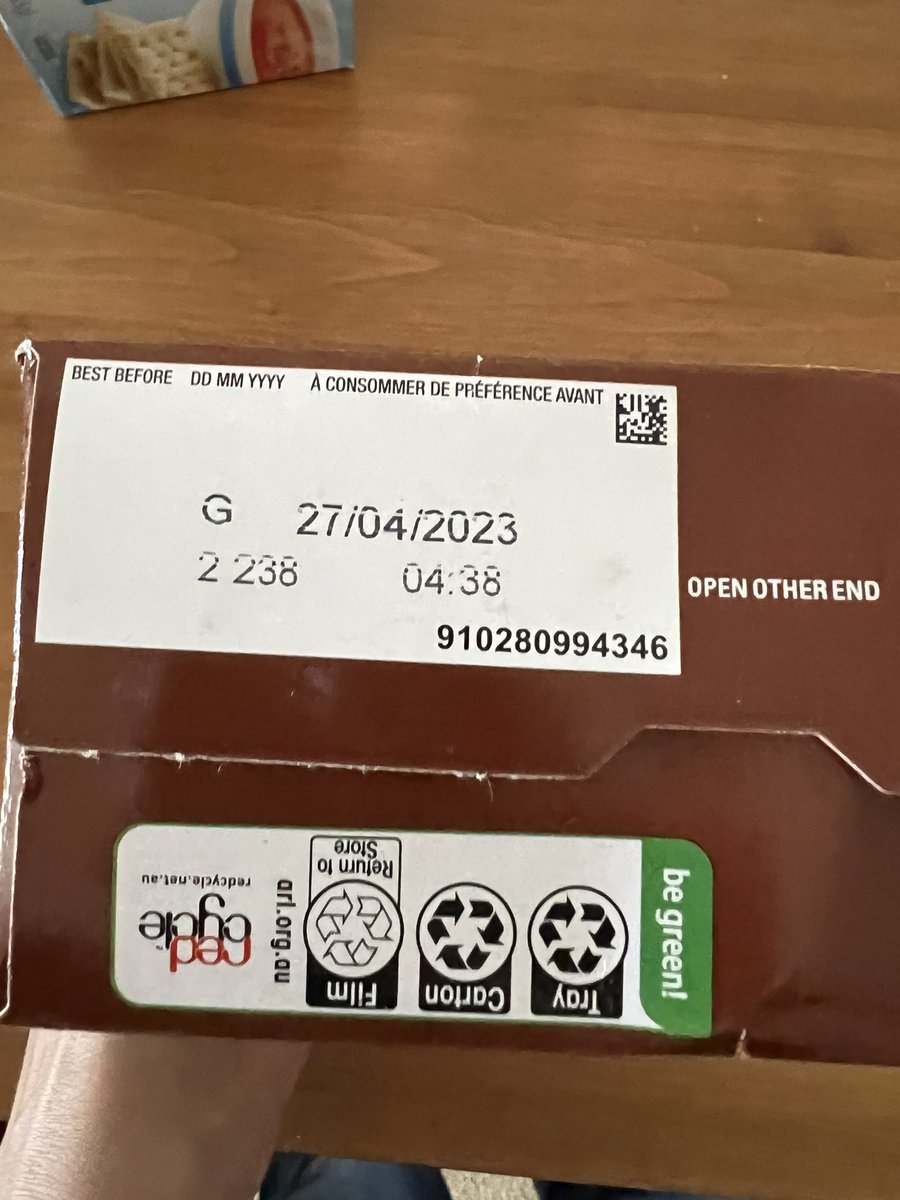 BEST BEFORE DD MM YYYY À CONSOMMER DE PRÉFÉRENCE AVANT
G 27/04/2023
2 238 04:38
910280994346
OPEN OTHER END
be green!
Tray
Carton
Film
Return to
Store
arl.org.au
red
cycle
redcycle.net.au